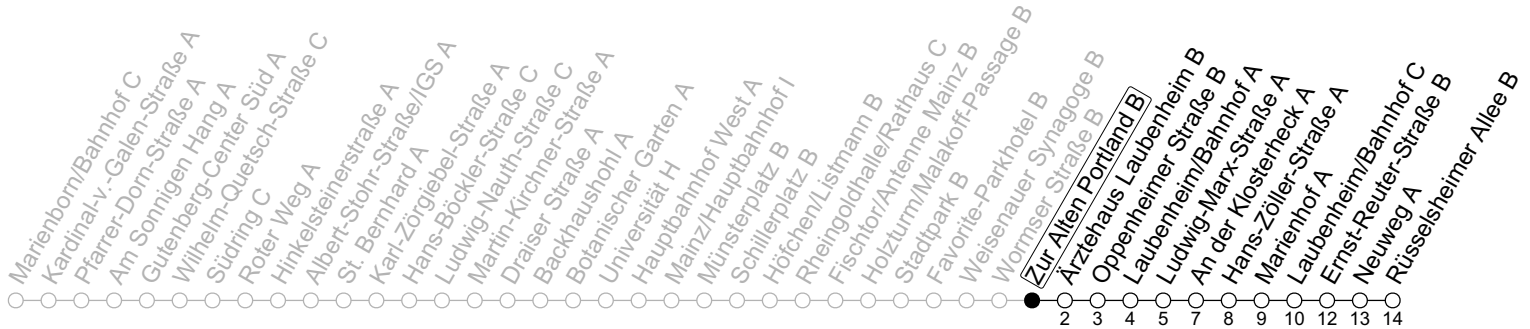 Marienborn/Bahnhof C
Kardinal-v.-Galen-Straße A
Pfarrer-Dorn-Straße A
Am Sonnigen Hang A
Gutenberg-Center Süd A
Wilhelm-Quetsch-Straße C
Südring C
Roter Weg A
Hinkelsteinerstraße A
Albert-Stohr-Straße/IGS A
St. Bernhard A
Karl-Zörgiebel-Straße A
Hans-Böckler-Straße C
Ludwig-Nauth-Straße C
Martin-Kirchner-Straße A
Draiser Straße A
Backhaushohl A
Botanischer Garten A
Universität H
Hauptbahnhof West A
Mainz/Hauptbahnhof I
Münsterplatz B
Schillerplatz B
Höfchen/Listmann B
Rheingoldhalle/Rathaus C
Fischtor/Antenne Mainz B
Holzturm/Malakoff-Passage B
Stadtpark B
Favorite-Parkhotel B
Weisenauer Synagoge B
Wormser Straße B
Zur Alten Portland B
Ärztehaus Laubenheim B
Oppenheimer Straße B
Laubenheim/Bahnhof A
Ludwig-Marx-Straße A
An der Klosterheck A
Hans-Zöller-Straße A
Marienhof A
Laubenheim/Bahnhof C
Ernst-Reuter-Straße B
Neuweg A
Rüsselsheimer Allee B
2 3 4 5 7 8 9 10 12 13 14